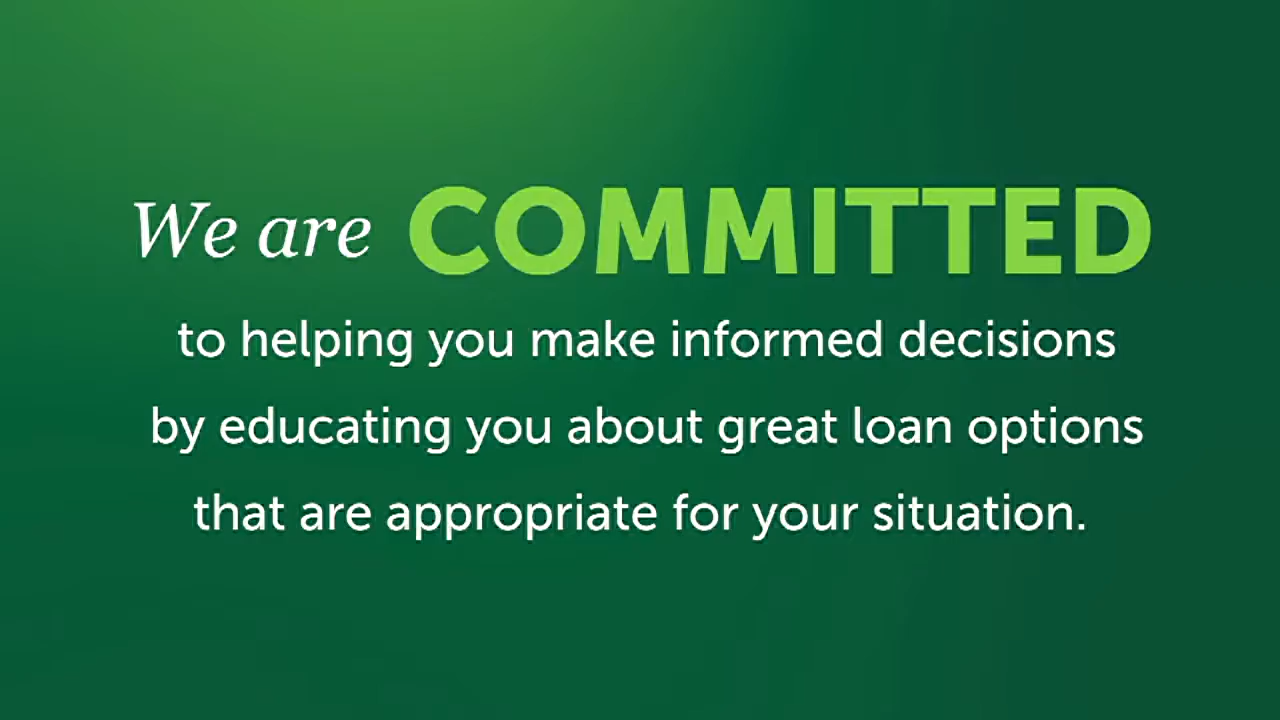 We are COMMITTED
to helping you make informed decisions
by educating you about great loan options
that are appropriate for your situation.